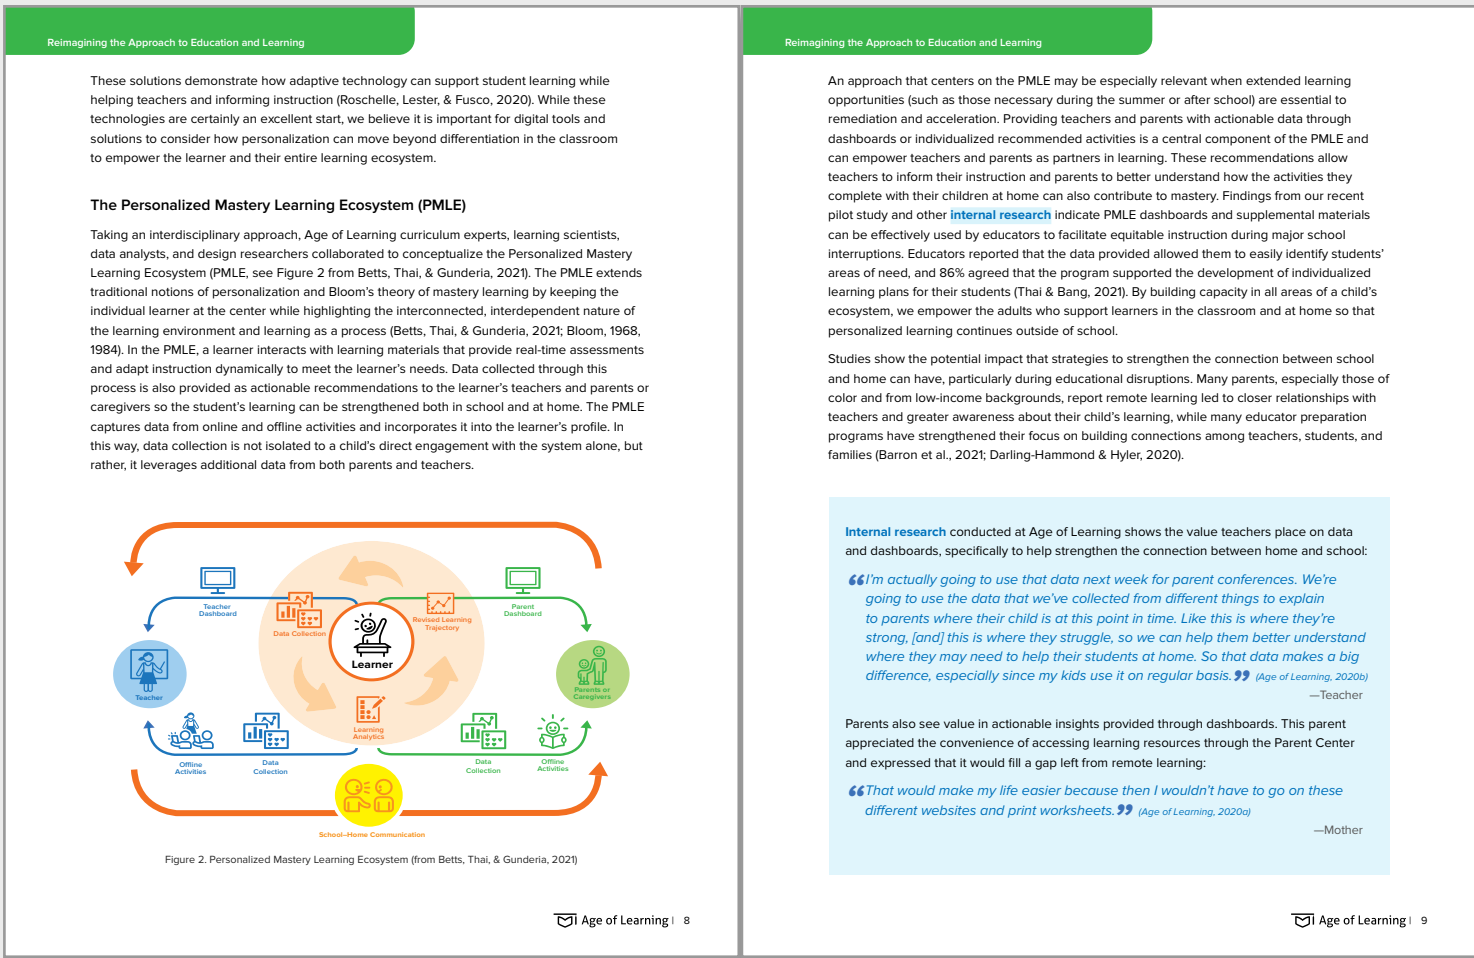 Reimagining the Approach to Education and Learning
These solutions demonstrate how adaptive technology can support student learning while
helping teachers and informing instruction (Roschelle, Lester, & Fusco, 2020). While these
technologies are certainly an excellent start, we believe it is important for digital tools and
solutions to consider how personalization can move beyond differentiation in the classroom
to empower the learner and their entire learning ecosystem.
The Personalized Mastery Learning Ecosystem (PMLE)
Taking an interdisciplinary approach, Age of Learning curriculum experts, learning scientists,
data analysts, and design researchers collaborated to conceptualize the Personalized Mastery
Learning Ecosystem (PMLE, see Figure 2 from Betts, Thai, & Gunderia, 2021). The PMLE extends
traditional notions of personalization and Bloom's theory of mastery learning by keeping the
individual learner at the center while highlighting the interconnected, interdependent nature of
the learning environment and learning as a process (Betts, Thai, & Gunderia, 2021; Bloom, 1968,
1984). In the PMLE, a learner interacts with learning materials that provide real-time assessments
and adapt instruction dynamically to meet the learner's needs. Data collected through this
process is also provided as actionable recommendations to the learner's teachers and parents or
caregivers so the student's learning can be strengthened both in school and at home. The PMLE
captures data from online and offline activities and incorporates it into the learner's profile. In
this way, data collection is not isolated to a child's direct engagement with the system alone, but
rather, it leverages additional data from both parents and teachers.
Teacher
Dashboard
Data Collection
Learner
Revised Learning
Trajectory
Parent
Dashboard
Teacher
Parents or
Caregivers
Learning
Analytics
Offline
Activities
Data
Collection
Data
Collection
Offline
Activities
School–Home Communication
Figure 2. Personalized Mastery Learning Ecosystem (from Betts, Thai, & Gunderia, 2021)
Age of Learning | 8
Reimagining the Approach to Education and Learning
An approach that centers on the PMLE may be especially relevant when extended learning
opportunities (such as those necessary during the summer or after school) are essential to
remediation and acceleration. Providing teachers and parents with actionable data through
dashboards or individualized recommended activities is a central component of the PMLE and
can empower teachers and parents as partners in learning. These recommendations allow
teachers to inform their instruction and parents to better understand how the activities they
complete with their children at home can also contribute to mastery. Findings from our recent
pilot study and other internal research indicate PMLE dashboards and supplemental materials
can be effectively used by educators to facilitate equitable instruction during major school
interruptions. Educators reported that the data provided allowed them to easily identify students'
areas of need, and 86% agreed that the program supported the development of individualized
learning plans for their students (Thai & Bang, 2021). By building capacity in all areas of a child's
ecosystem, we empower the adults who support learners in the classroom and at home so that
personalized learning continues outside of school.
Studies show the potential impact that strategies to strengthen the connection between school
and home can have, particularly during educational disruptions. Many parents, especially those of
color and from low-income backgrounds, report remote learning led to closer relationships with
teachers and greater awareness about their child's learning, while many educator preparation
programs have strengthened their focus on building connections among teachers, students, and
families (Barron et al., 2021; Darling-Hammond & Hyler, 2020).
Internal research conducted at Age of Learning shows the value teachers place on data
and dashboards, specifically to help strengthen the connection between home and school:
“I'm actually going to use that data next week for parent conferences. We're
going to use the data that we've collected from different things to explain
to parents where their child is at this point in time. Like this is where they're
strong, [and] this is where they struggle, so we can help them better understand
where they may need to help their students at home. So that data makes a big
difference, especially since my kids use it on regular basis.” (Age of Learning, 2020b)
—Teacher
Parents also see value in actionable insights provided through dashboards. This parent
appreciated the convenience of accessing learning resources through the Parent Center
and expressed that it would fill a gap left from remote learning:
“That would make my life easier because then I wouldn't have to go on these
different websites and print worksheets.” (Age of Learning, 2020a)
—Mother
Age of Learning | 9